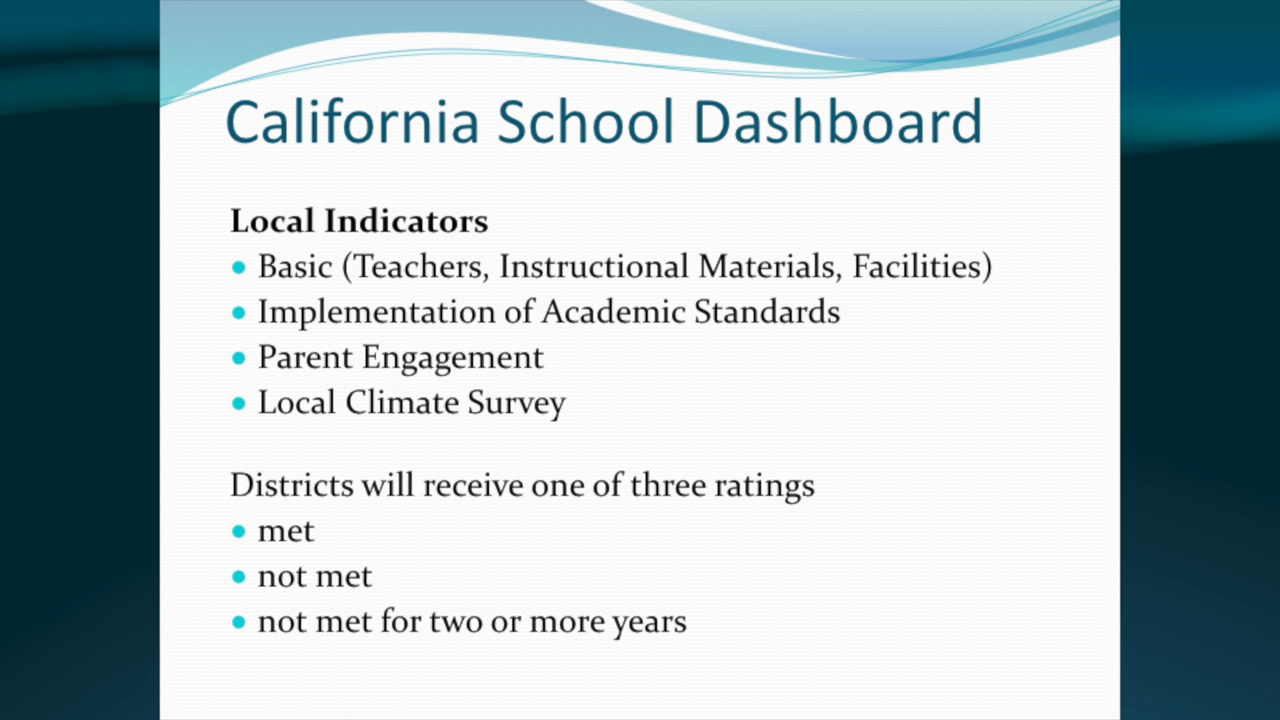 California School Dashboard
Local Indicators
• Basic (Teachers, Instructional Materials, Facilities)
• Implementation of Academic Standards
• Parent Engagement
• Local Climate Survey
Districts will receive one of three ratings
• met
• not met
• not met for two or more years